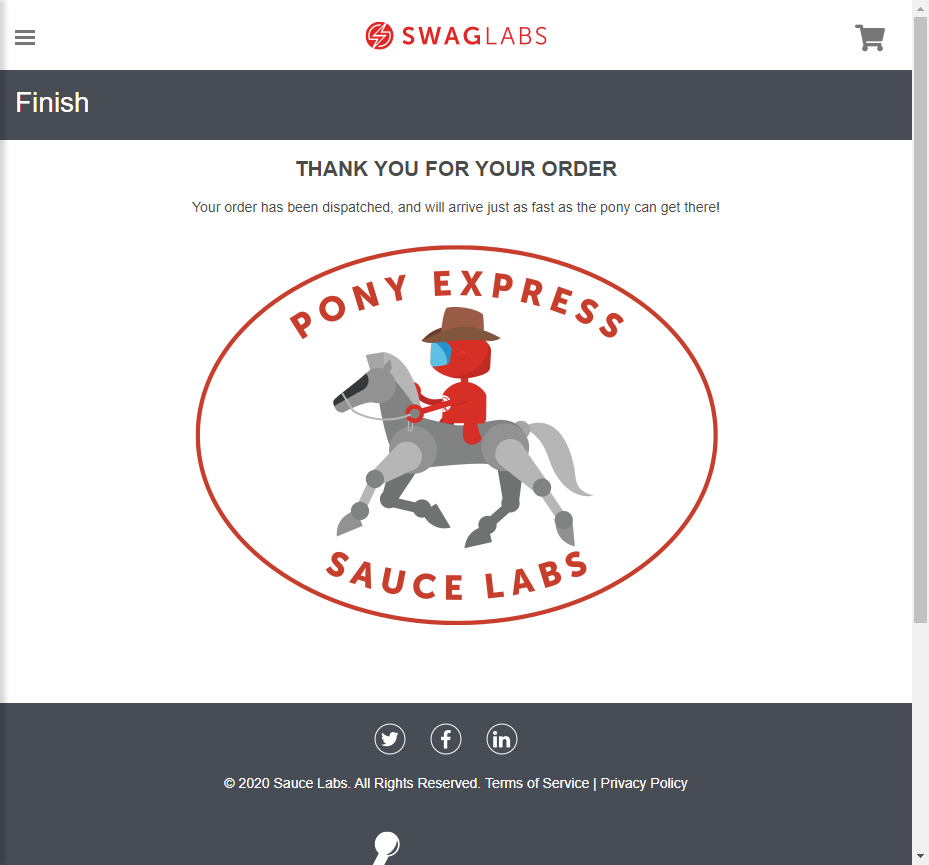 SWAGLABS
Finish
THANK YOU FOR YOUR ORDER
Your order has been dispatched, and will arrive just as fast as the pony can get there!
PONY EXPRESS
SAUCE LABS
© 2020 Sauce Labs. All Rights Reserved. Terms of Service | Privacy Policy